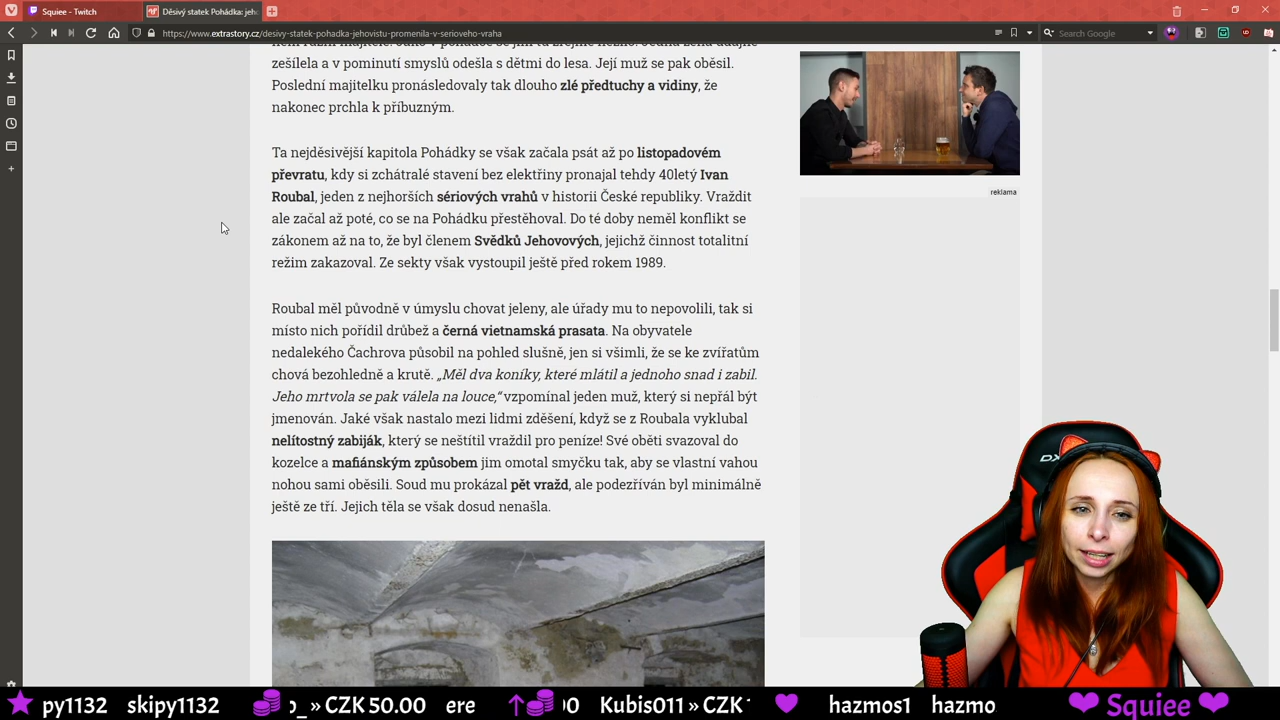 Squiee - Twitch
Děsivý statek Pohádka: jeh
https://www.extrastory.cz/desivy-statek-pohadka-jehovistu-promenila-v-serioveho-vraha
Search Google
zešílela a v pominutí smyslů odešla s dětmi do lesa. Její muž se pak oběsil.
Poslední majitelku pronásledovaly tak dlouho zlé předtuchy a vidiny, že
nakonec prchla k příbuzným.
Ta nejděsivější kapitola Pohádky se však začala psát až po listopadovém
převratu, kdy si zchátralé stavení bez elektřiny pronajal tehdy 40letý Ivan
Roubal, jeden z nejhorších sériových vrahů v historii České republiky. Vraždit
ale začal až poté, co se na Pohádku přestěhoval. Do té doby neměl konflikt se
zákonem až na to, že byl členem Svědků Jehovových, jejichž činnost totalitní
režim zakazoval. Ze sekty však vystoupil ještě před rokem 1989.
Roubal měl původně v úmyslu chovat jeleny, ale úřady mu to nepovolili, tak si
místo nich pořídil drůbež a černá vietnamská prasata. Na obyvatele
nedalekého Čachrova působil na pohled slušně, jen si všimli, že se ke zvířatům
chová bezohledně a krutě. „Měl dva koníky, které mlátil a jednoho snad i zabil.
Jeho mrtvola se pak válela na louce,“ vzpomínal jeden muž, který si nepřál být
jmenován. Jaké však nastalo mezi lidmi zděšení, když se z Roubala vyklubal
nelítostný zabiják, který se neštítil vraždil pro peníze! Své oběti svazoval do
kozelce a mafiánským způsobem jim omotal smyčku tak, aby se vlastní vahou
nohou sami oběsili. Soud mu prokázal pět vražd, ale podezříván byl minimálně
ještě ze tří. Jejich těla se však dosud nenašla.
reklama
DX
py1132 skipy1132 p_ » CZK 50.00 ere 00 Kubis011 » CZK hazmos1 hazmo Squiee